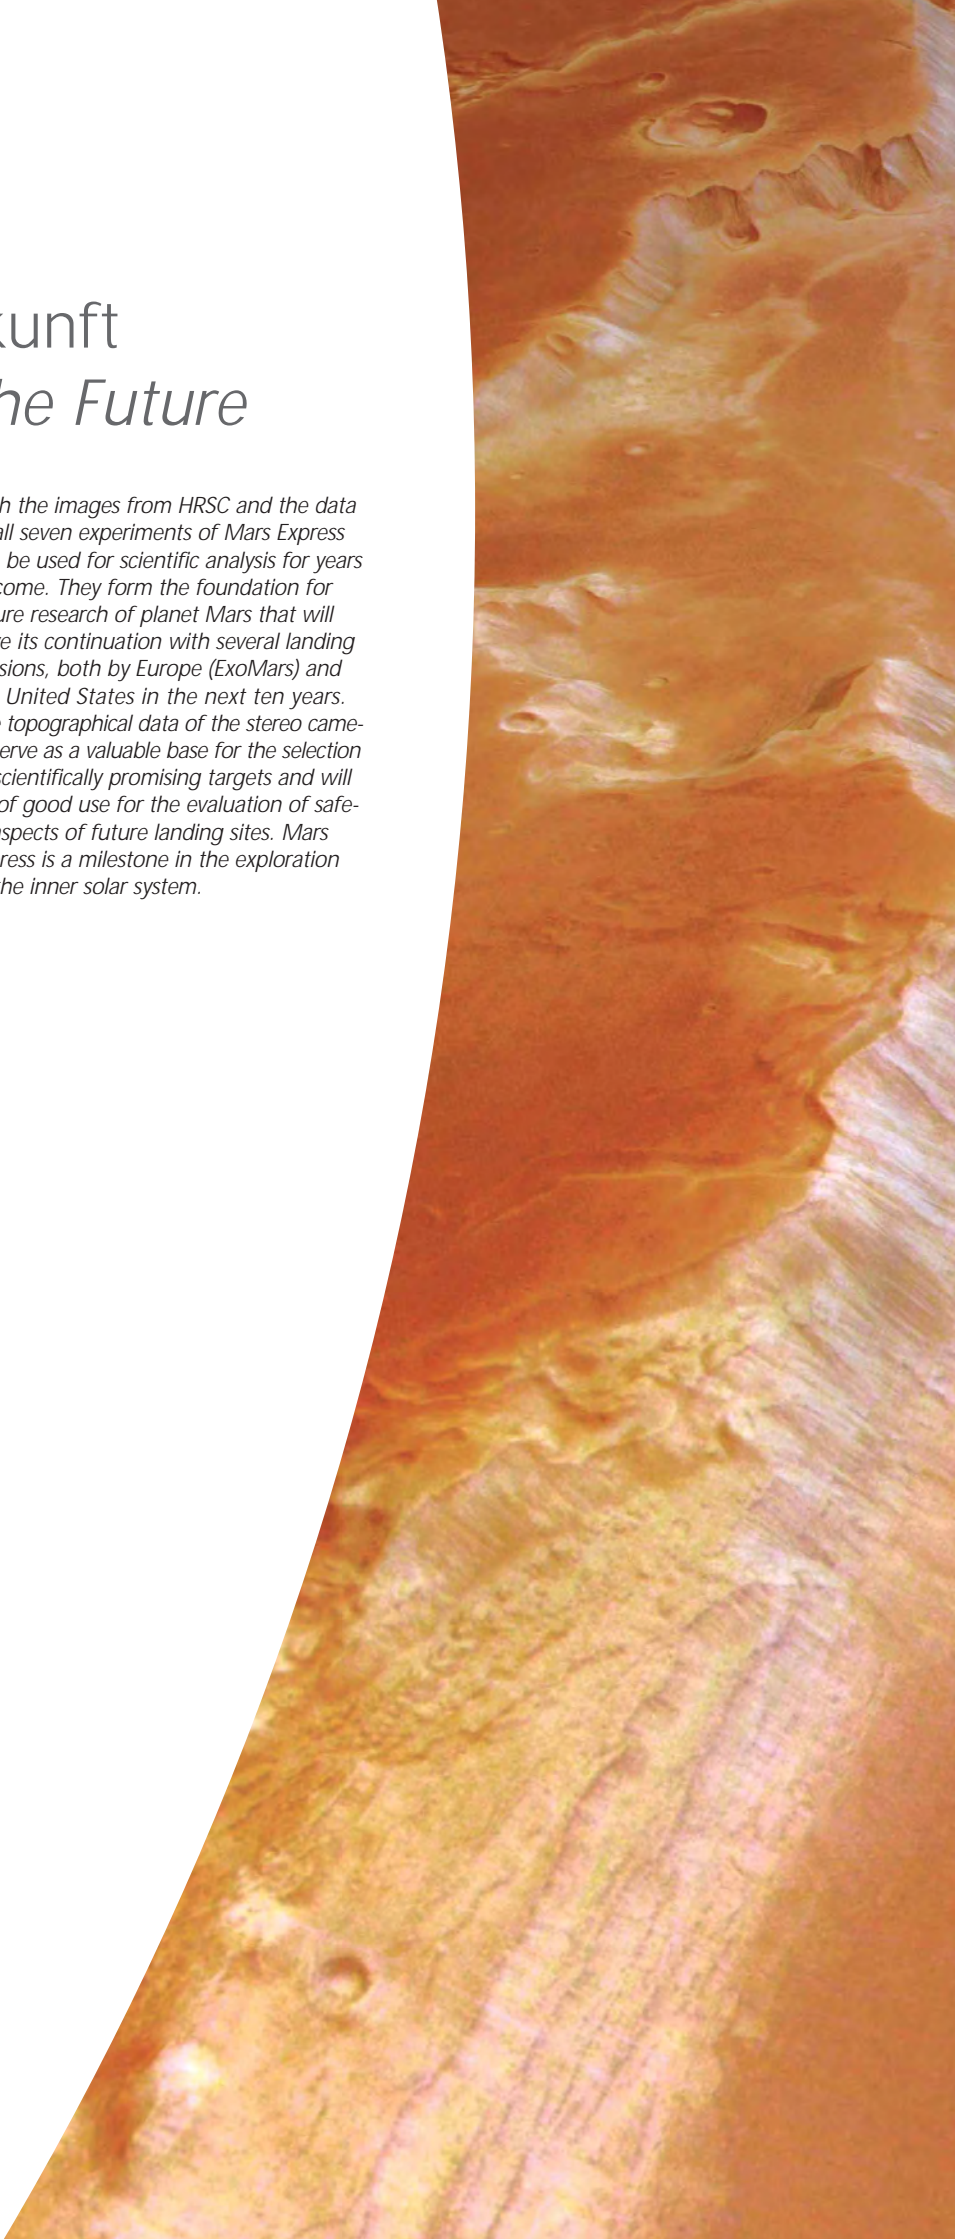 kunft
he Future
h the images from HRSC and the data
all seven experiments of Mars Express
be used for scientific analysis for years
come. They form the foundation for
ure research of planet Mars that will
e its continuation with several landing
sions, both by Europe (ExoMars) and
United States in the next ten years.
topographical data of the stereo came-
erve as a valuable base for the selection
scientifically promising targets and will
of good use for the evaluation of safe-
aspects of future landing sites. Mars
ress is a milestone in the exploration
the inner solar system.